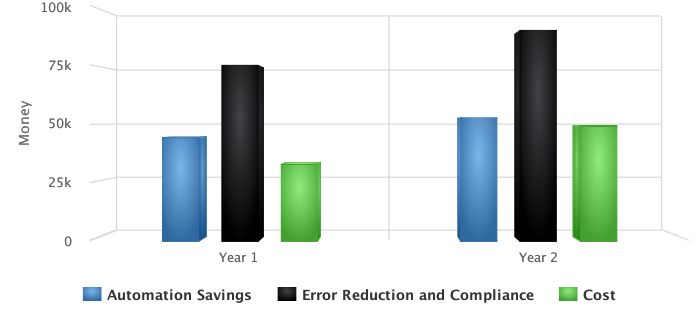 100k
75k
50k
25k
0
Money
Year 1
Year 2
Automation Savings
Error Reduction and Compliance
Cost